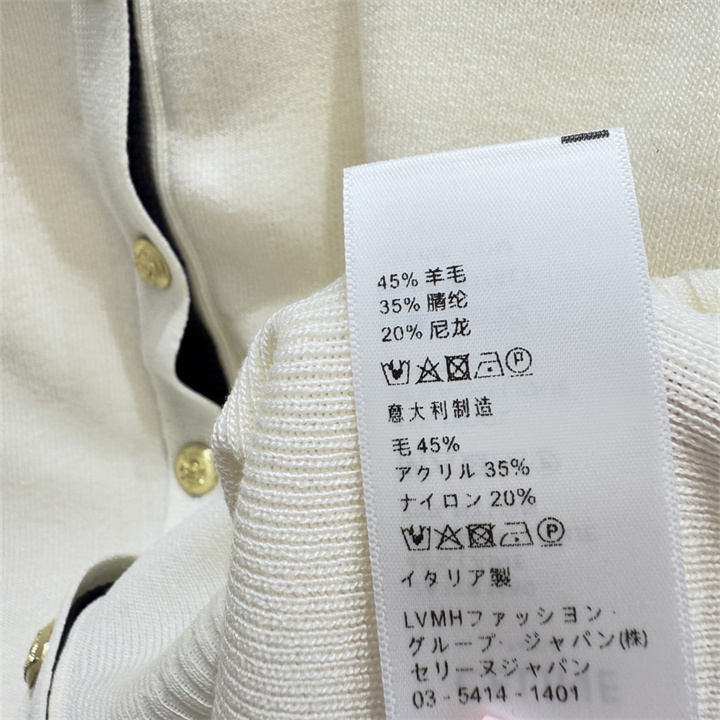 45% 羊毛
35% 腈纶
20% 尼龙
意大利制造
毛 45%
アクリル 35%
ナイロン 20%
イタリア製
LVMHファッション・
グループ・ジャパン(株)
セリーヌジャパン
03 - 5414 - 1401